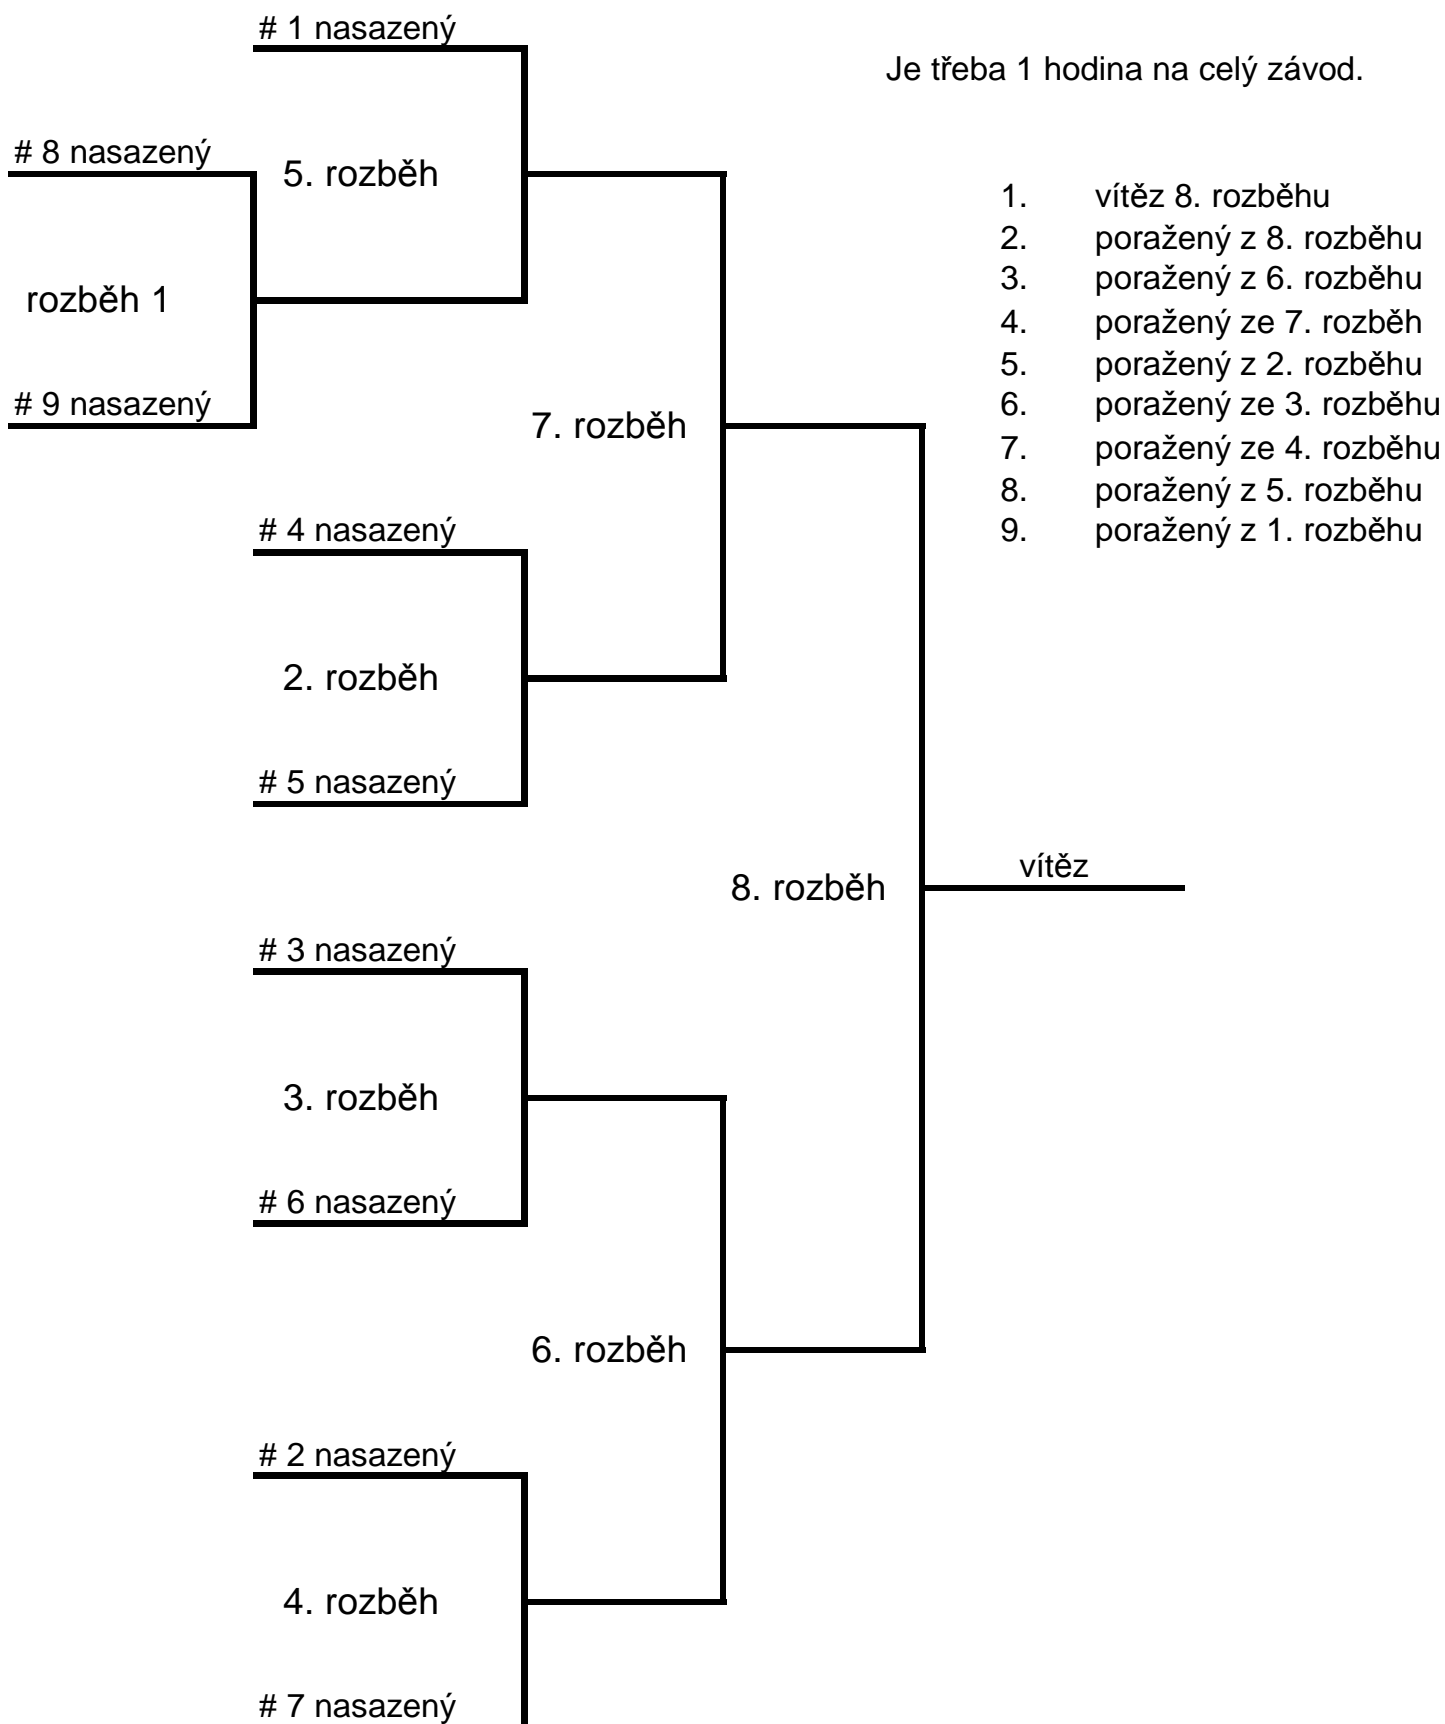 # 1 nasazený
Je třeba 1 hodina na celý závod.
# 8 nasazený
5. rozběh
1. vítěz 8. rozběhu
2. poražený z 8. rozběhu
3. poražený z 6. rozběhu
rozběh 1
4. poražený ze 7. rozběh
5. poražený z 2. rozběhu
# 9 nasazený
6. poražený ze 3. rozběhu
7. rozběh
7. poražený ze 4. rozběhu
8. poražený z 5. rozběhu
# 4 nasazený
9. poražený z 1. rozběhu
2. rozběh
# 5 nasazený
vítěz
8. rozběh
# 3 nasazený
3. rozběh
# 6 nasazený
6. rozběh
# 2 nasazený
4. rozběh
# 7 nasazený